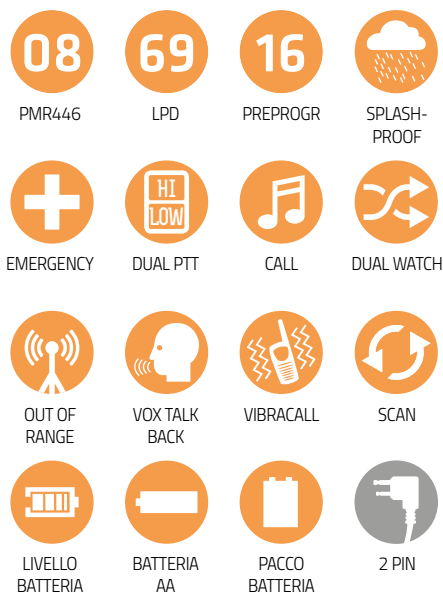 08 69 16
PMR446 LPD PREPROGR SPLASH-
PROOF
HI
LOW
EMERGENCY DUAL PTT CALL DUAL WATCH
OUT OF VOX TALK VIBRACALL SCAN
RANGE BACK
LIVELLO BATTERIA PACCO 2 PIN
BATTERIA AA BATTERIA